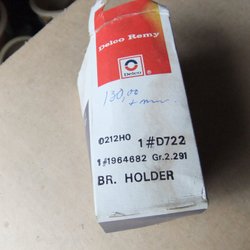 Delco Remy
Delco
130,00
0212HO 1#D722
1#1964682 Gr.2.291
BR. HOLDER